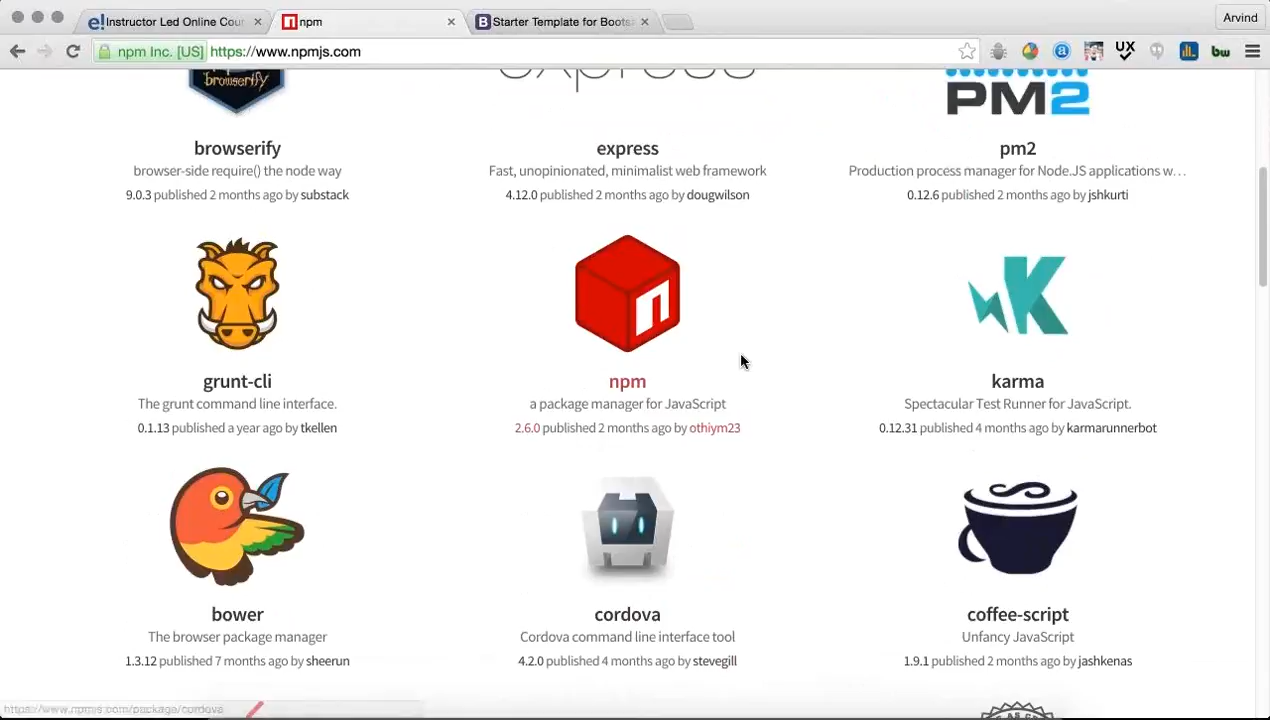 Instructor Led Online Cour
npm
Starter Template for Boots
Arvind
npm Inc. [US] https://www.npmjs.com
UX
bw
browserify
express
PM2
browserify
express
pm2
browser-side require() the node way
Fast, unopinionated, minimalist web framework
Production process manager for Node.JS applications w…
9.0.3 published 2 months ago by substack
4.12.0 published 2 months ago by dougwilson
0.12.6 published 2 months ago by jshkurti
n
K
grunt-cli
npm
karma
The grunt command line interface.
a package manager for JavaScript
Spectacular Test Runner for JavaScript.
0.1.13 published a year ago by tkellen
2.6.0 published 2 months ago by othiym23
0.12.31 published 4 months ago by karmarunnerbot
bower
cordova
coffee-script
The browser package manager
Cordova command line interface tool
Unfancy JavaScript
1.3.12 published 7 months ago by sheerun
4.2.0 published 4 months ago by stevegill
1.9.1 published 2 months ago by jashkenas
https://www.npmjs.com/package/cordova